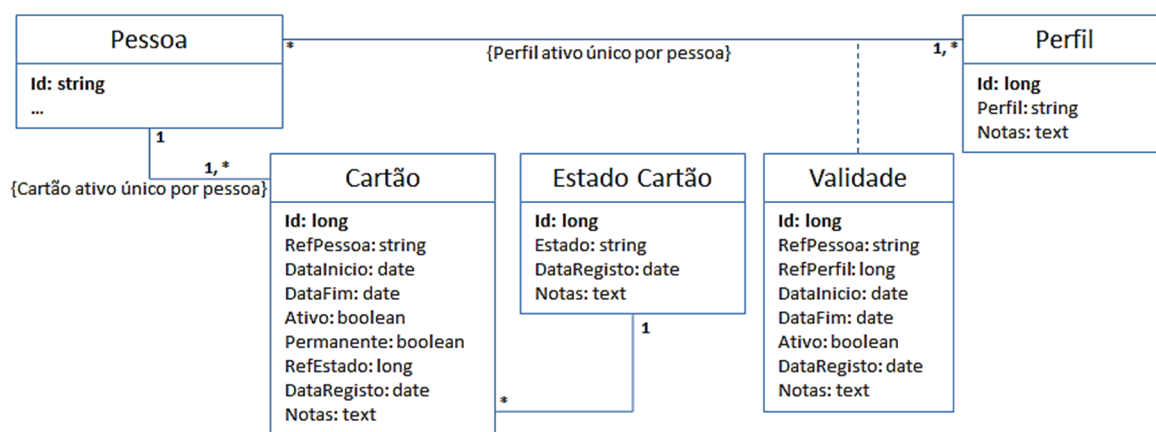 Pessoa
Id: string
...
*
{Perfil ativo único por pessoa}
1, *
Perfil
Id: long
Perfil: string
Notas: text
1
1, *
{Cartão ativo único por pessoa}
Cartão
Id: long
RefPessoa: string
DataInicio: date
DataFim: date
Ativo: boolean
Permanente: boolean
RefEstado: long
DataRegisto: date
Notas: text
Estado Cartão
Id: long
Estado: string
DataRegisto: date
Notas: text
1
*
Validade
Id: long
RefPessoa: string
RefPerfil: long
DataInicio: date
DataFim: date
Ativo: boolean
DataRegisto: date
Notas: text